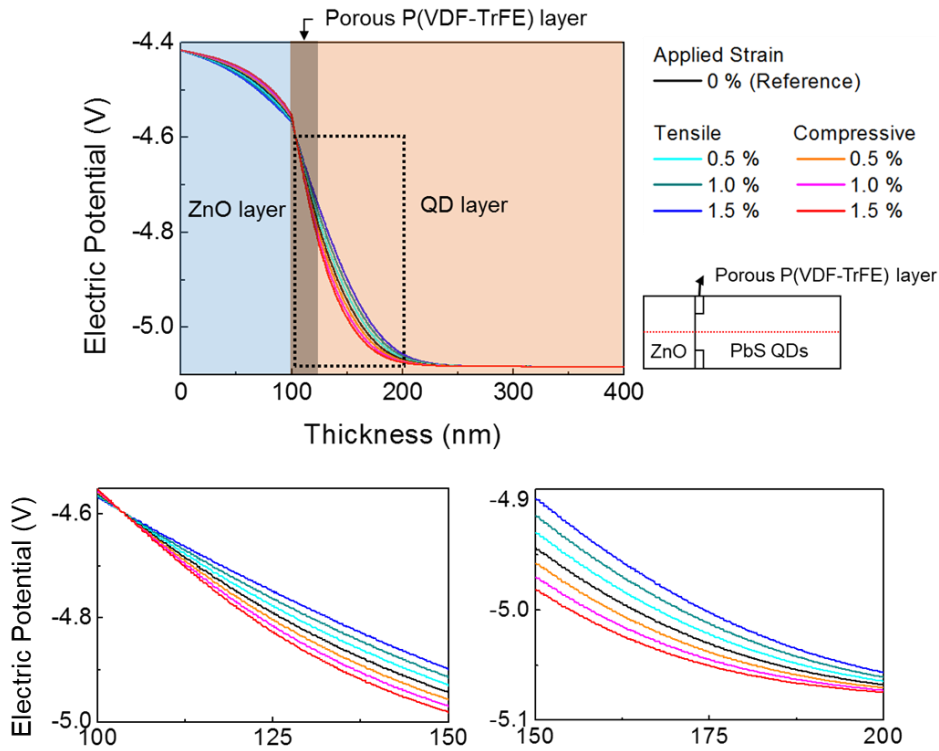 Porous P(VDF-TrFE) layer
Electric Potential (V)
-4.4
-4.6
-4.8
-5.0
ZnO layer
QD layer
0 100 200 300 400
Thickness (nm)
Applied Strain
0 % (Reference)
Tensile Compressive
0.5 % 0.5 %
1.0 % 1.0 %
1.5 % 1.5 %
Porous P(VDF-TrFE) layer
ZnO PbS QDs
Electric Potential (V)
-4.6
-4.8
-5.0
100 125 150
-4.9
-5.0
-5.1
150 175 200